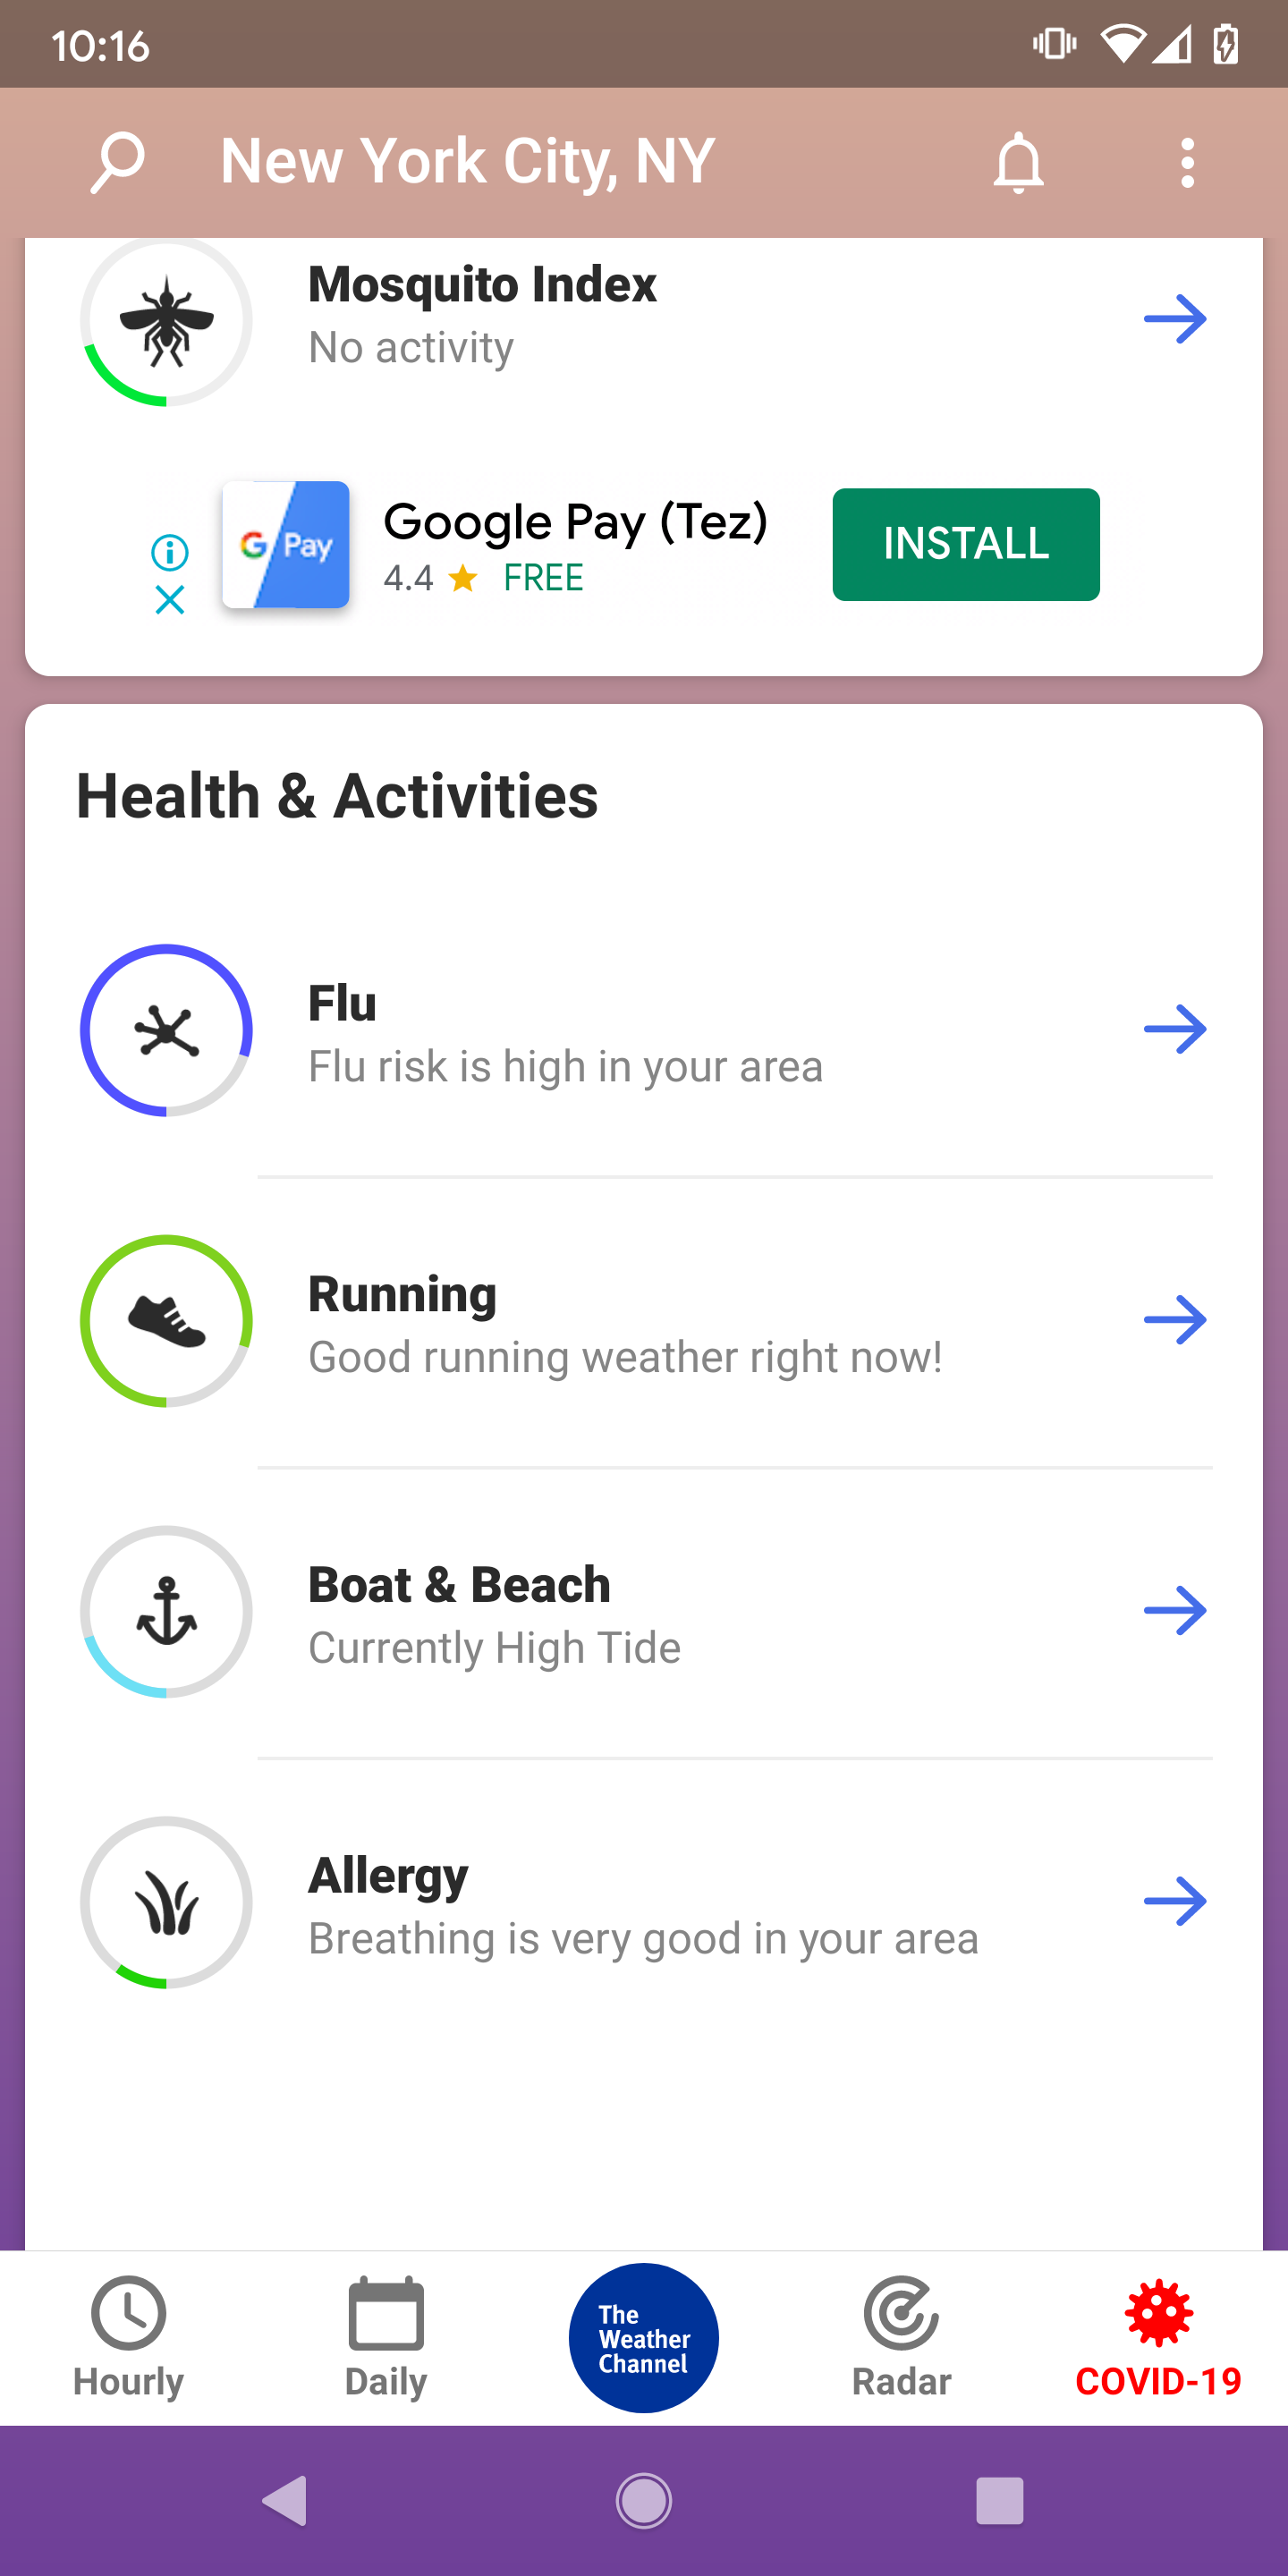 10:16
New York City, NY
Mosquito Index
No activity
G Pay
Google Pay (Tez)
4.4 FREE
INSTALL
Health & Activities
Flu
Flu risk is high in your area
Running
Good running weather right now!
Boat & Beach
Currently High Tide
Allergy
Breathing is very good in your area
Hourly
Daily
The
Weather
Channel
Radar
COVID-19